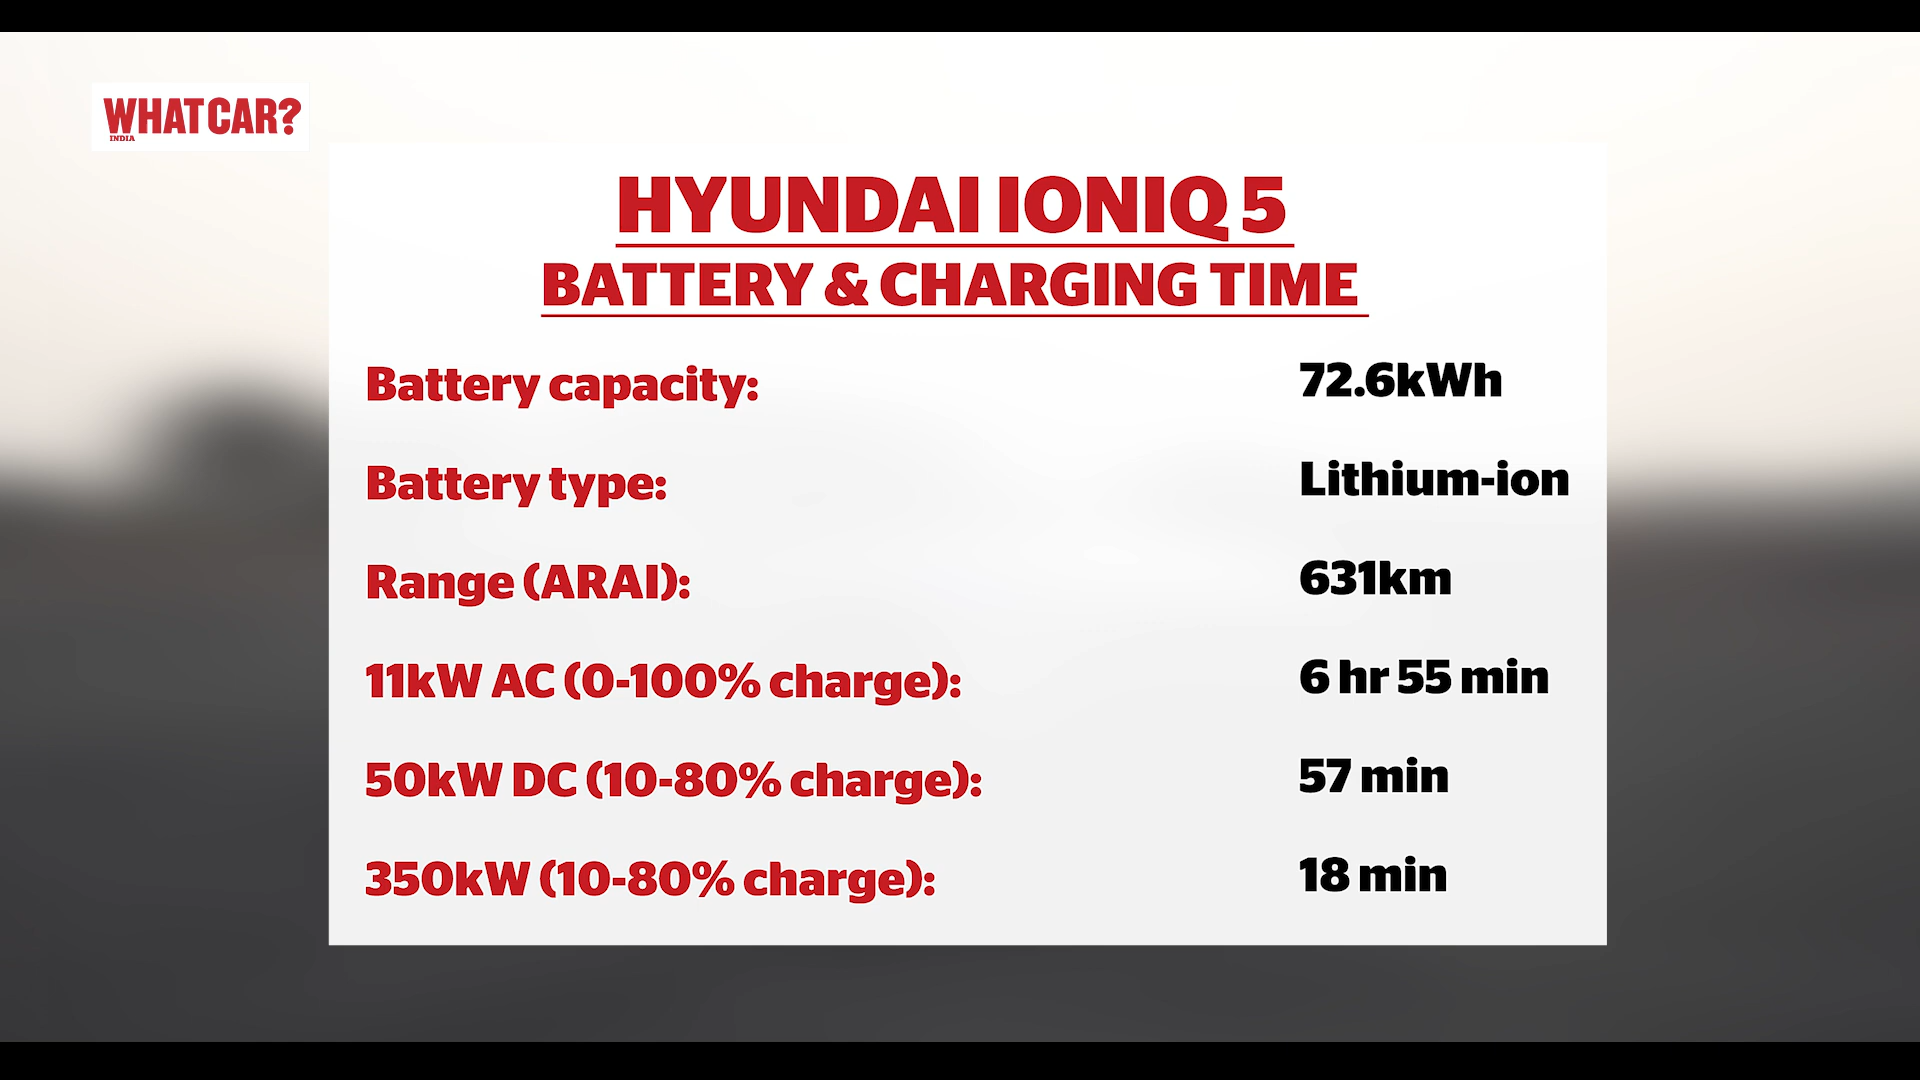 WHAT CAR?
INDIA
HYUNDAI IONIQ 5
BATTERY & CHARGING TIME
Battery capacity: 72.6kWh
Battery type: Lithium-ion
Range (ARAI): 631km
11kW AC (0-100% charge): 6 hr 55 min
50kW DC (10-80% charge): 57 min
350kW (10-80% charge): 18 min